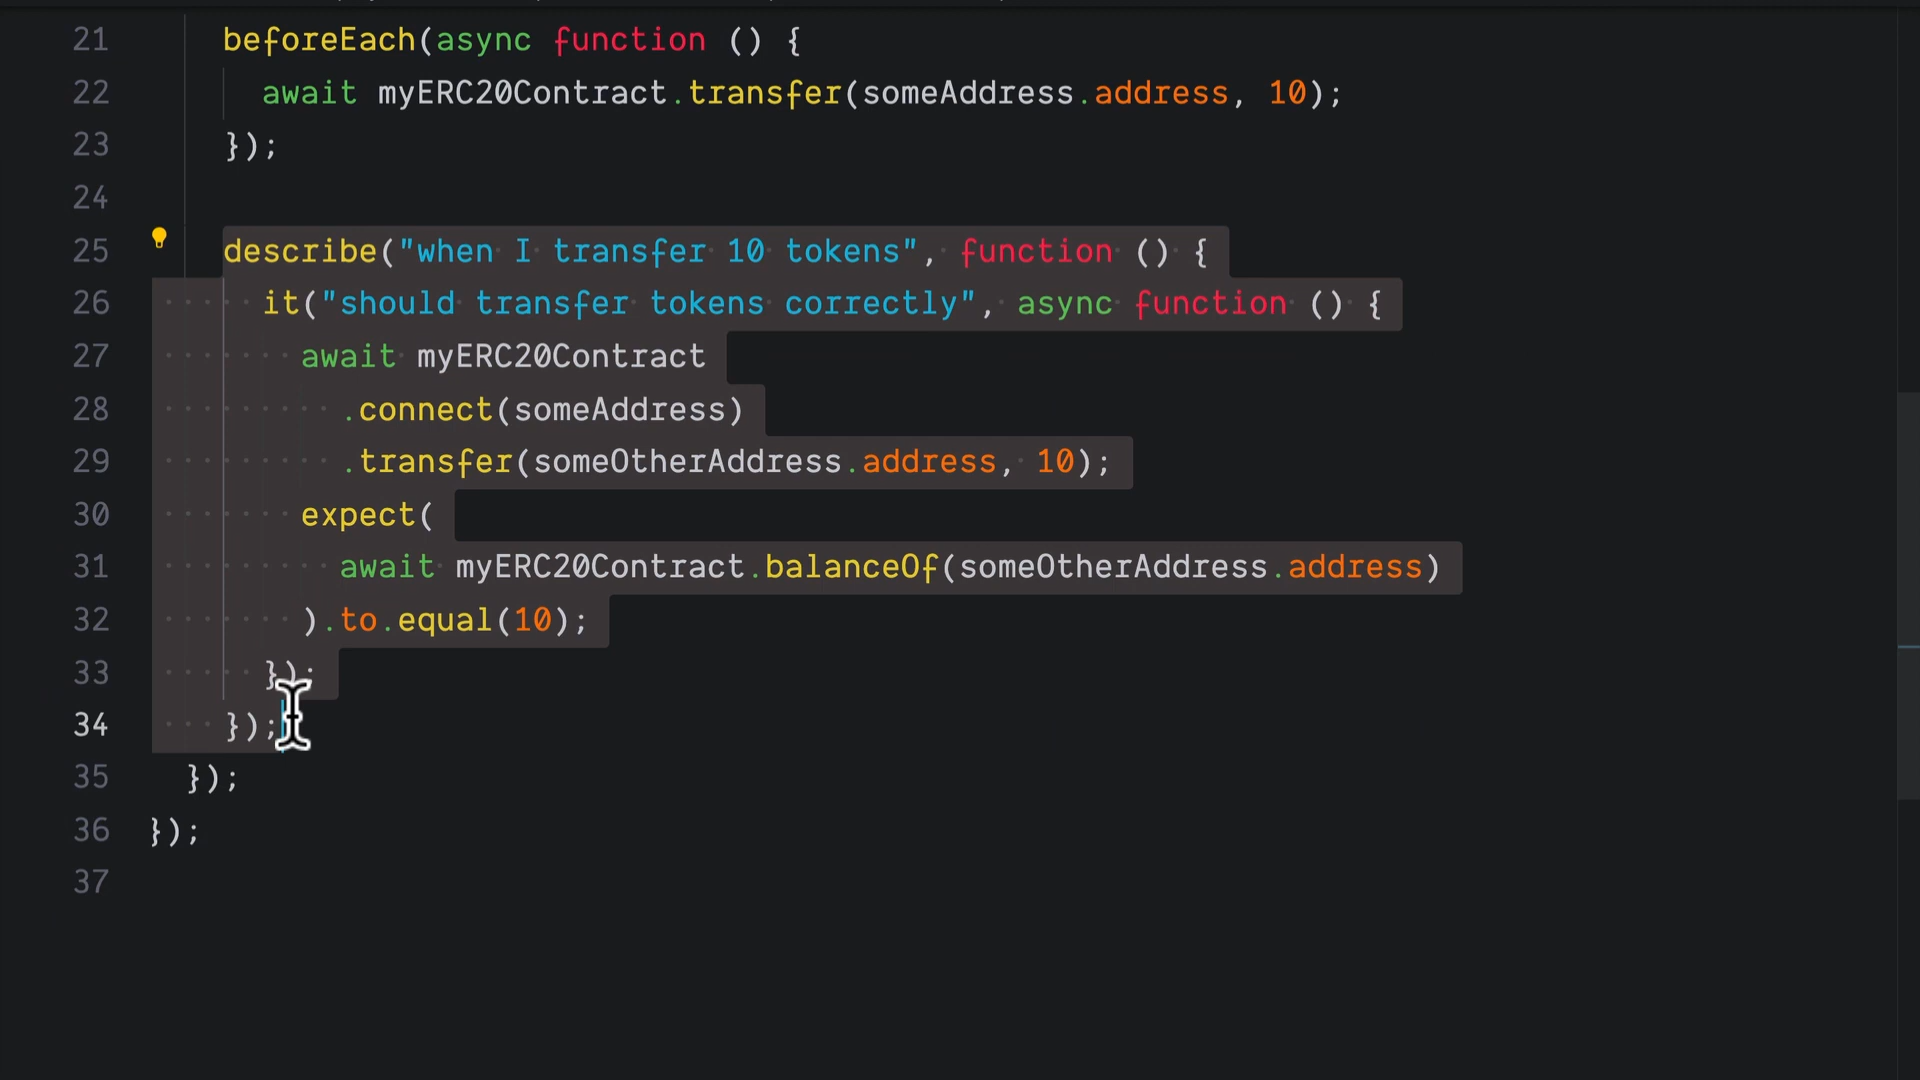 21 beforeEach(async function () {
22 await myERC20Contract.transfer(someAddress.address, 10);
23 });
24
25 describe("when I transfer 10 tokens", function () {
26 it("should transfer tokens correctly", async function () {
27 await myERC20Contract
28 .connect(someAddress)
29 .transfer(someOtherAddress.address, 10);
30 expect(
31 await myERC20Contract.balanceOf(someOtherAddress.address)
32 ).to.equal(10);
33 });
34 });
35 });
36 });
37